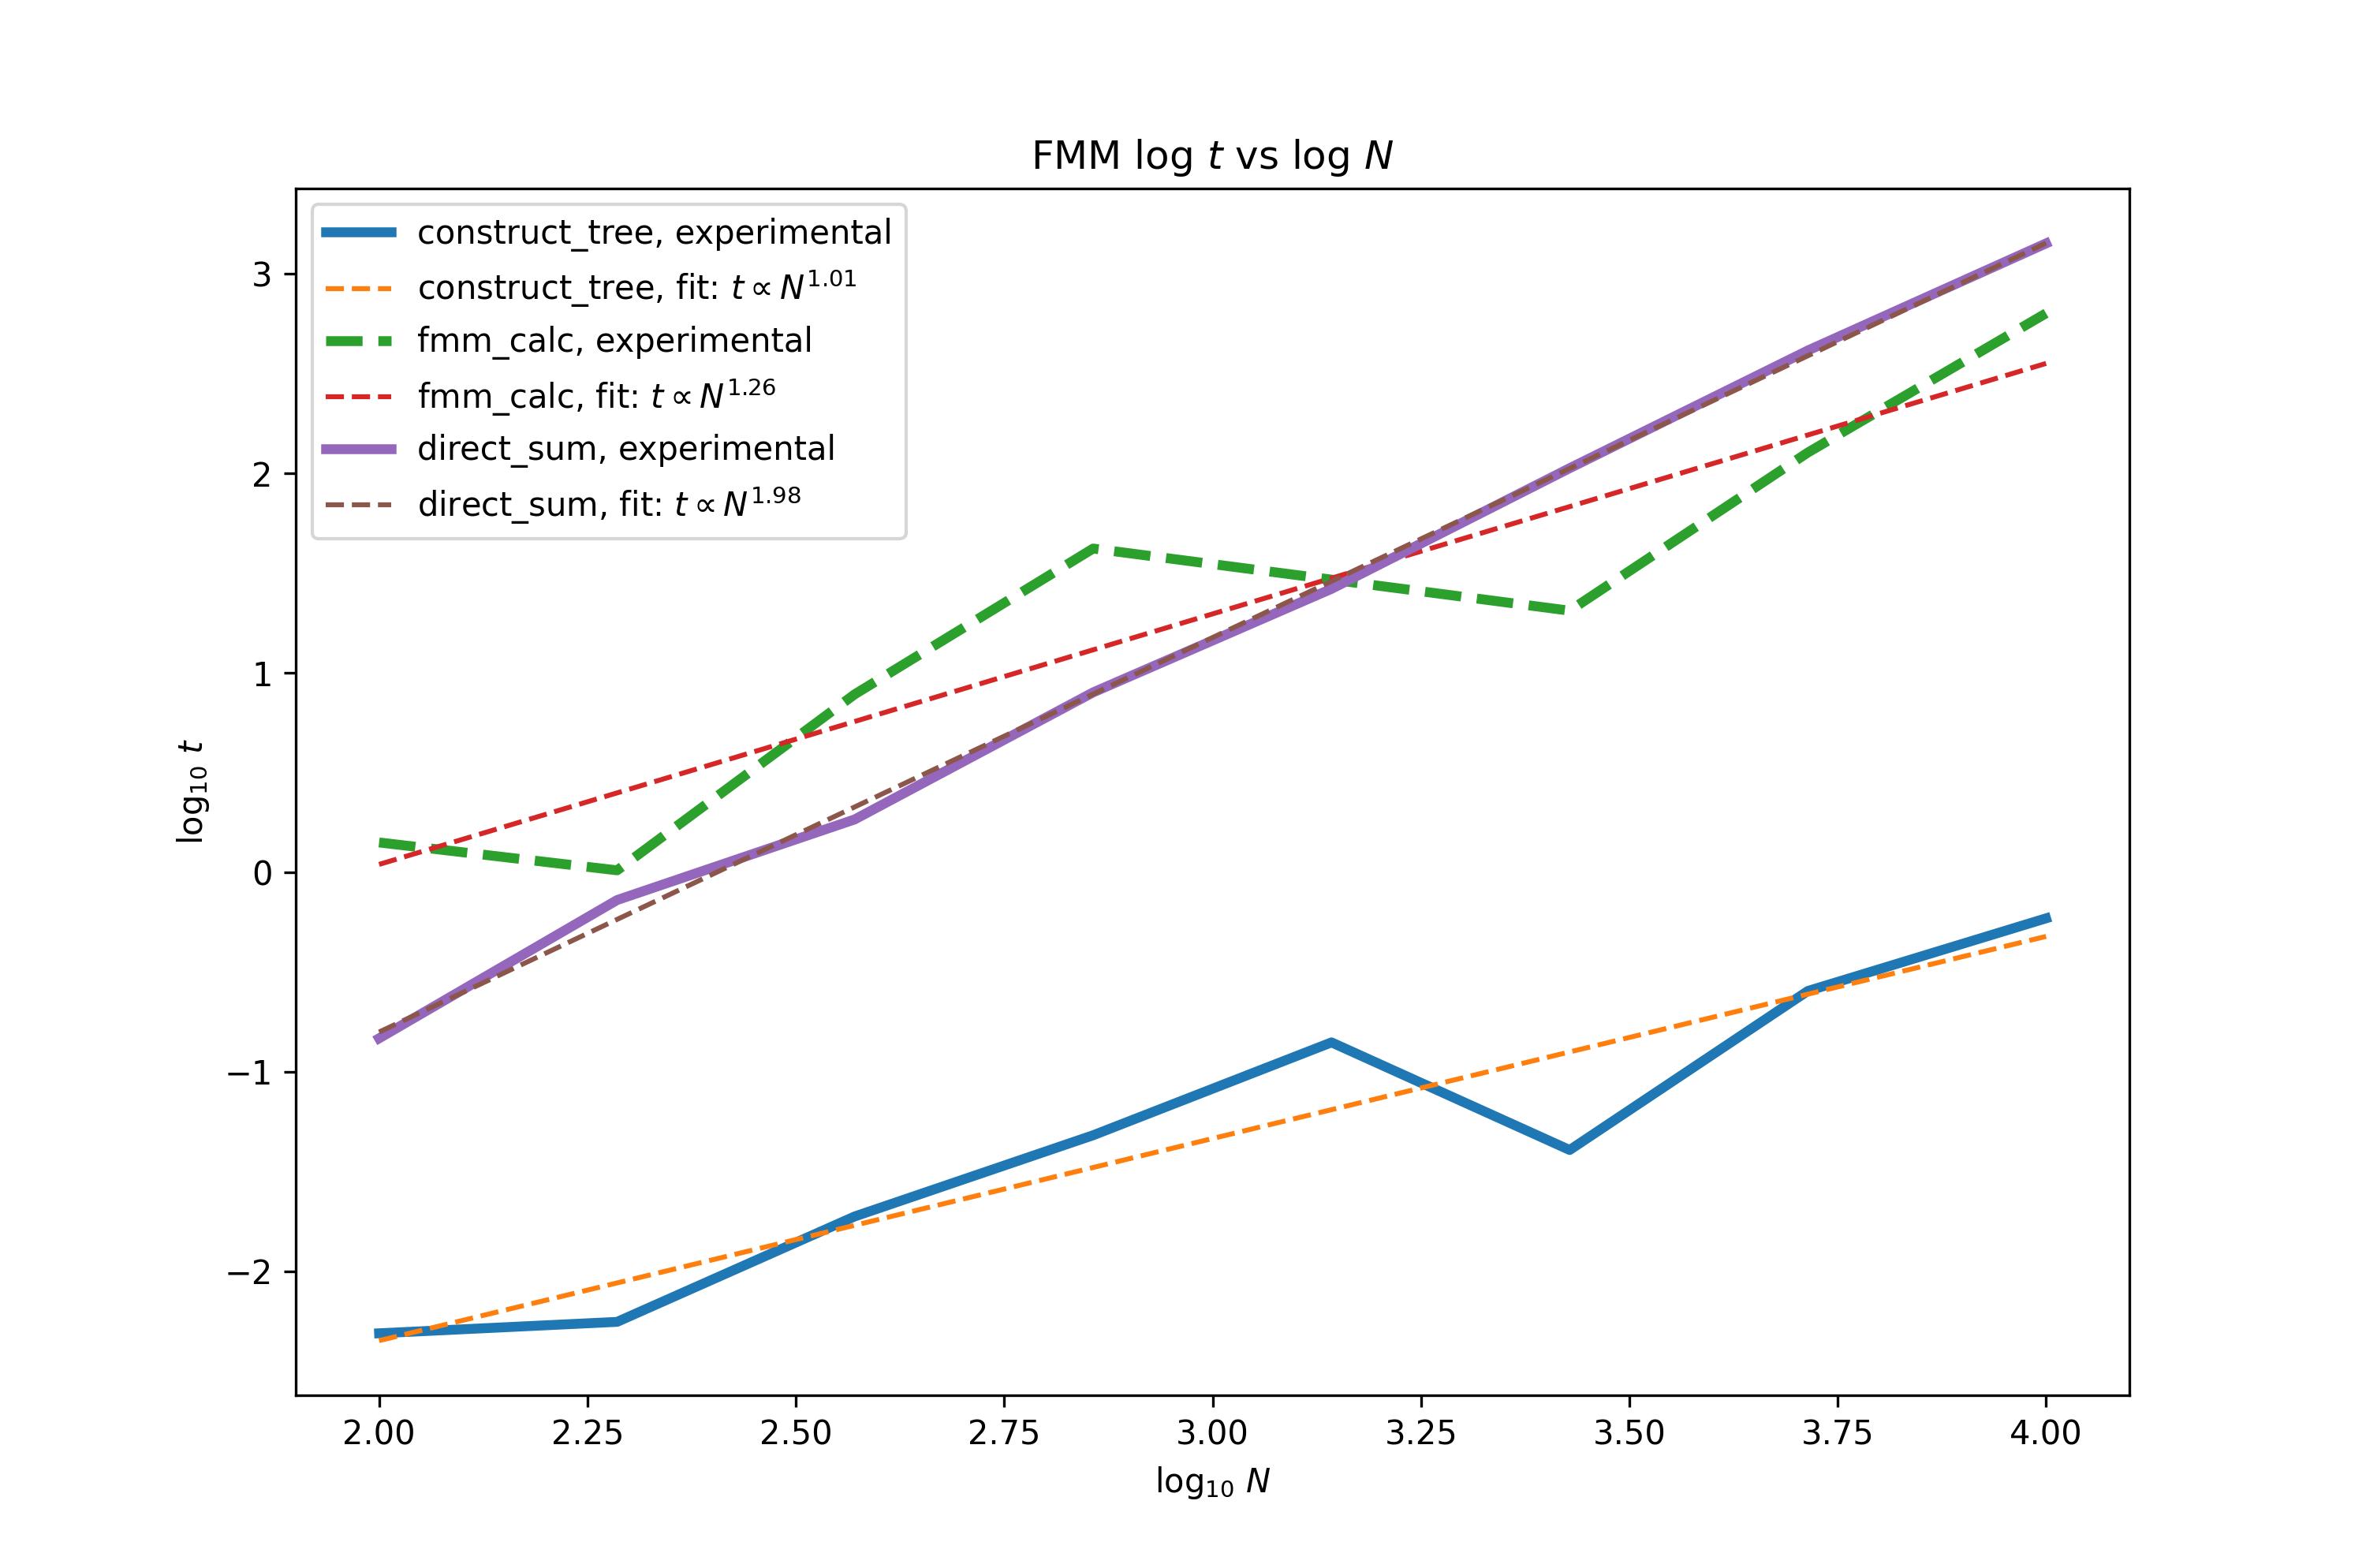 FMM log t vs log N
construct_tree, experimental
construct_tree, fit: t ∝ N^1.01
fmm_calc, experimental
fmm_calc, fit: t ∝ N^1.26
direct_sum, experimental
direct_sum, fit: t ∝ N^1.98
3
2
1
0
−1
−2
log₁₀ t
2.00 2.25 2.50 2.75 3.00 3.25 3.50 3.75 4.00
log₁₀ N